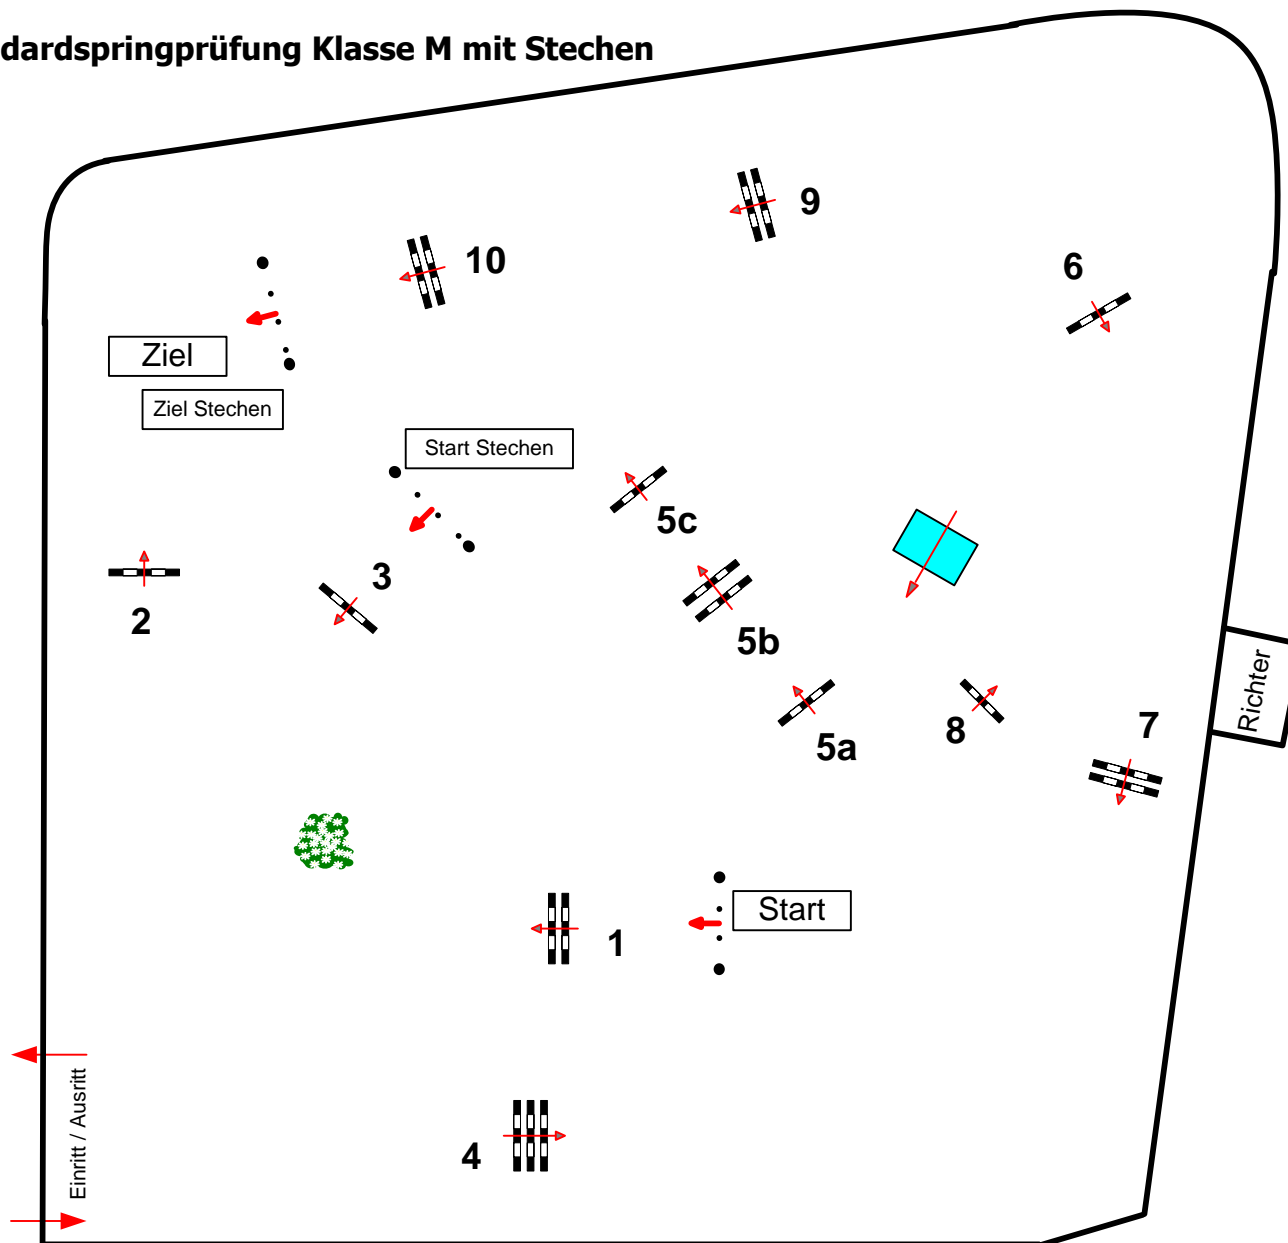 dardspringprüfung Klasse M mit Stechen
9
10
6
Ziel
Ziel Stechen
Start Stechen
5c
3
2
5b
Richter
8
7
5a
Start
1
Einritt / Ausritt
4